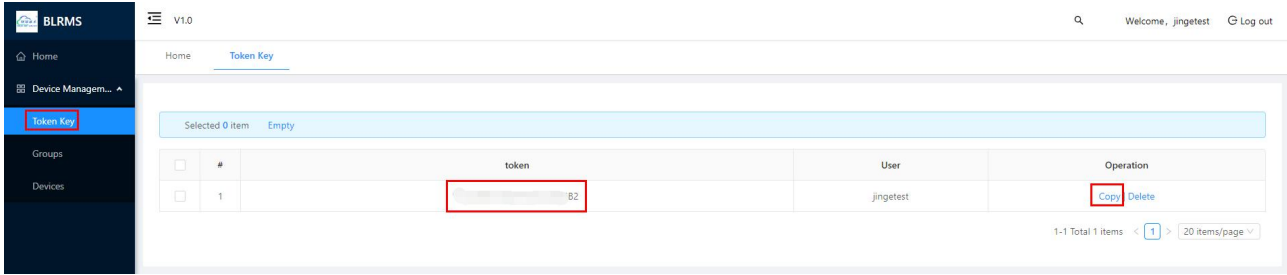 BLRMS
V1.0
Welcome, jingetest
Log out
Home
Device Managem...
Token Key
Groups
Devices
Home
Token Key
Selected 0 item Empty
# token User Operation
1 B2 jingetest Copy | Delete
1-1 Total 1 items < 1 > 20 items/page